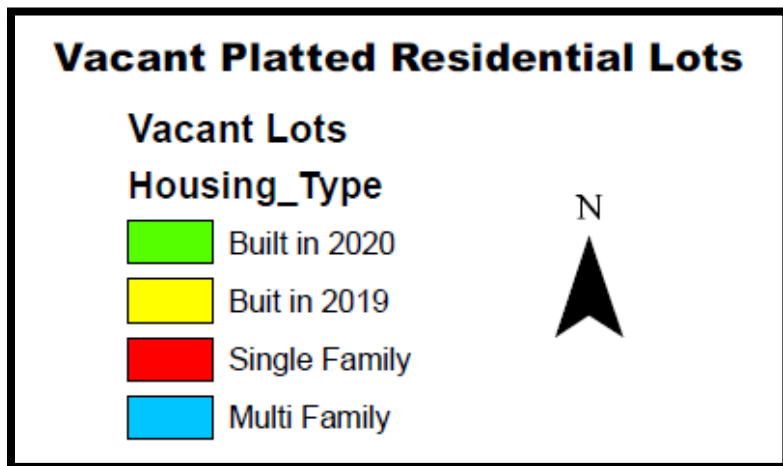 Vacant Platted Residential Lots
Vacant Lots
Housing_Type
N
Built in 2020
Buit in 2019
Single Family
Multi Family